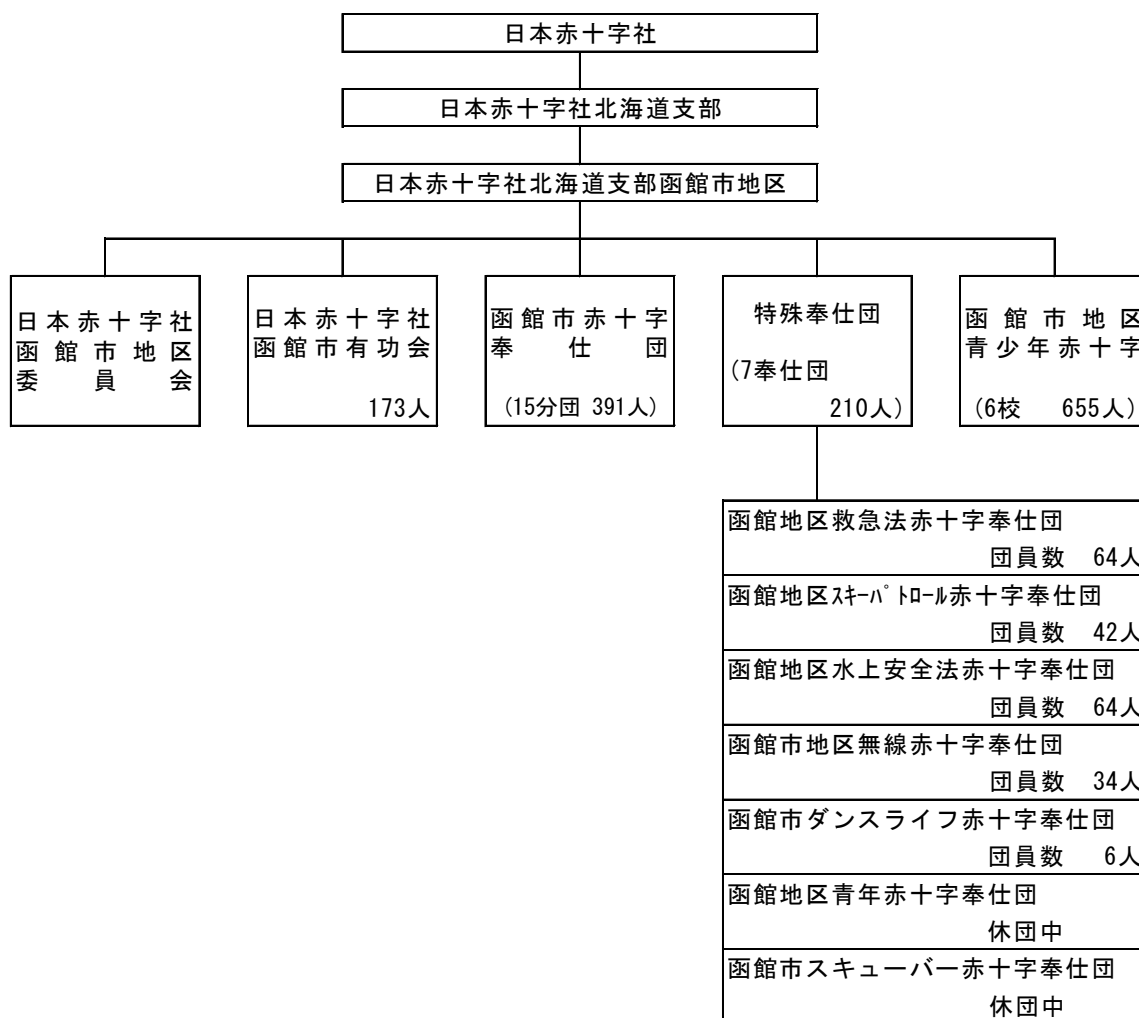 日本赤十字社
日本赤十字社北海道支部
日本赤十字社北海道支部函館市地区
日本赤十字社
函館市地区
委員会
日本赤十字社
函館市有功会
173人
函館市赤十字
奉仕団
(15分団 391人)
特殊奉仕団
(7奉仕団
210人)
函館市地区
青少年赤十字
(6校 655人)
函館地区救急法赤十字奉仕団
団員数 64人
函館地区ｽｷｰﾊﾟﾄﾛｰﾙ赤十字奉仕団
団員数 42人
函館地区水上安全法赤十字奉仕団
団員数 64人
函館市地区無線赤十字奉仕団
団員数 34人
函館市ダンスライフ赤十字奉仕団
団員数 6人
函館地区青年赤十字奉仕団
休団中
函館市スキューバー赤十字奉仕団
休団中